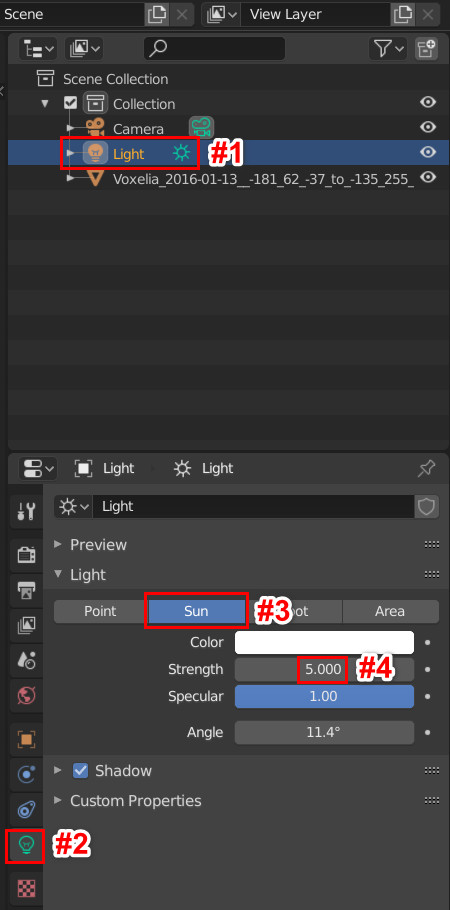 Scene View Layer
Scene Collection
Collection
Camera
Light #1
Voxelia_2016-01-13__-181_62_-37_to_-135_255_
Light Light
Light
Preview
Light
Point Sun #3 ot Area
Color
Strength 5.000 #4
Specular 1.00
Angle 11.4°
Shadow
Custom Properties
#2